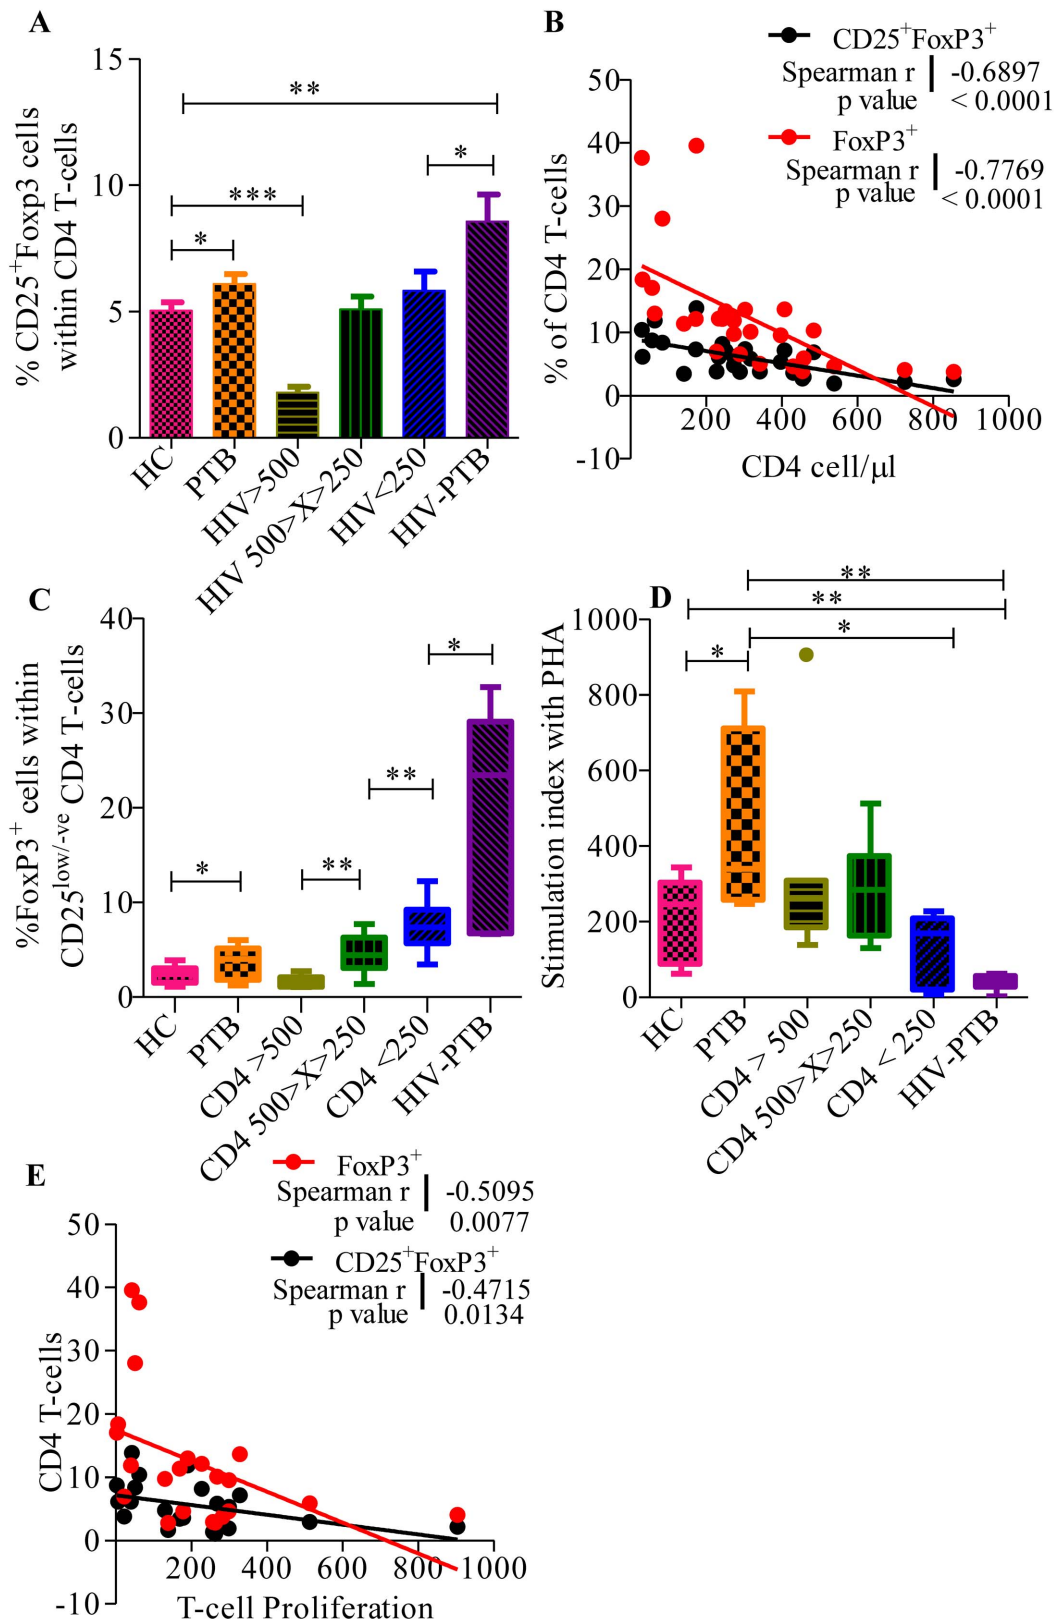 A
% CD25+Foxp3 cells
within CD4 T-cells
15
10
5
0
**
*
***
*
HC
PTB
HIV>500
HIV 500>X>250
HIV<250
HIV-PTB
B
CD25+FoxP3+
Spearman r -0.6897
p value < 0.0001
FoxP3+
Spearman r -0.7769
p value < 0.0001
% of CD4 T-cells
50
40
30
20
10
0
-10
200 400 600 800 1000
CD4 cell/µl
C
%FoxP3+ cells within
CD25low/-ve CD4 T-cells
40
30
20
10
0
*
**
**
*
HC
PTB
CD4 >500
CD4 500>X>250
CD4 <250
HIV-PTB
D
Stimulation index with PHA
1000
800
600
400
200
0
**
**
*
*
HC
PTB
CD4 > 500
CD4 500>X>250
CD4 < 250
HIV-PTB
E
FoxP3+
Spearman r -0.5095
p value 0.0077
CD25+FoxP3+
Spearman r -0.4715
p value 0.0134
CD4 T-cells
50
40
30
20
10
0
-10
200 400 600 800 1000
T-cell Proliferation